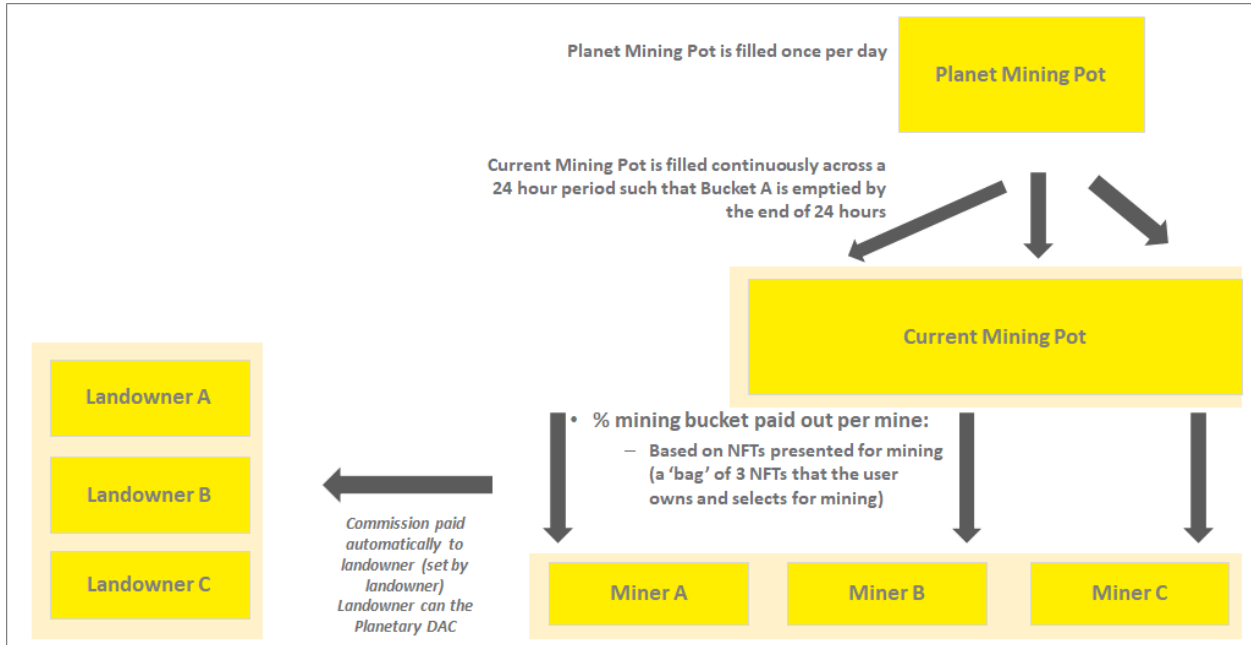 Planet Mining Pot is filled once per day
Planet Mining Pot
Current Mining Pot is filled continuously across a
24 hour period such that Bucket A is emptied by
the end of 24 hours
Current Mining Pot
• % mining bucket paid out per mine:
– Based on NFTs presented for mining
(a ‘bag’ of 3 NFTs that the user
owns and selects for mining)
Landowner A
Landowner B
Landowner C
Commission paid
automatically to
landowner (set by
landowner)
Landowner can the
Planetary DAC
Miner A
Miner B
Miner C